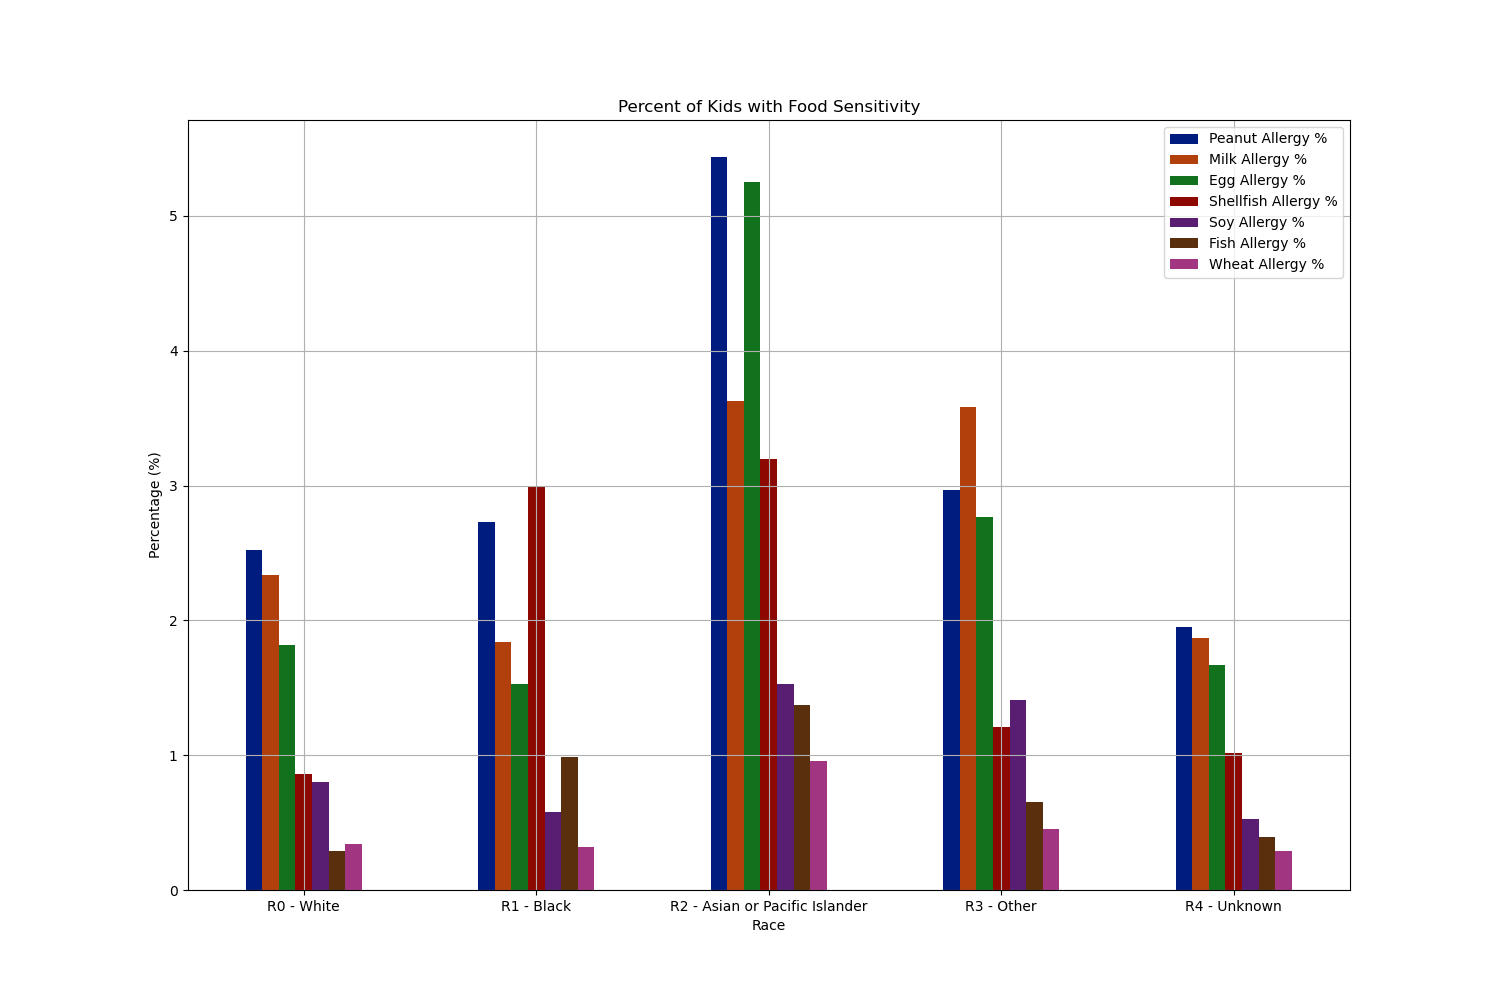 Percent of Kids with Food Sensitivity
Peanut Allergy %
Milk Allergy %
Egg Allergy %
Shellfish Allergy %
Soy Allergy %
Fish Allergy %
Wheat Allergy %
5
4
3
2
1
0
Percentage (%)
R0 - White
R1 - Black
R2 - Asian or Pacific Islander
R3 - Other
R4 - Unknown
Race